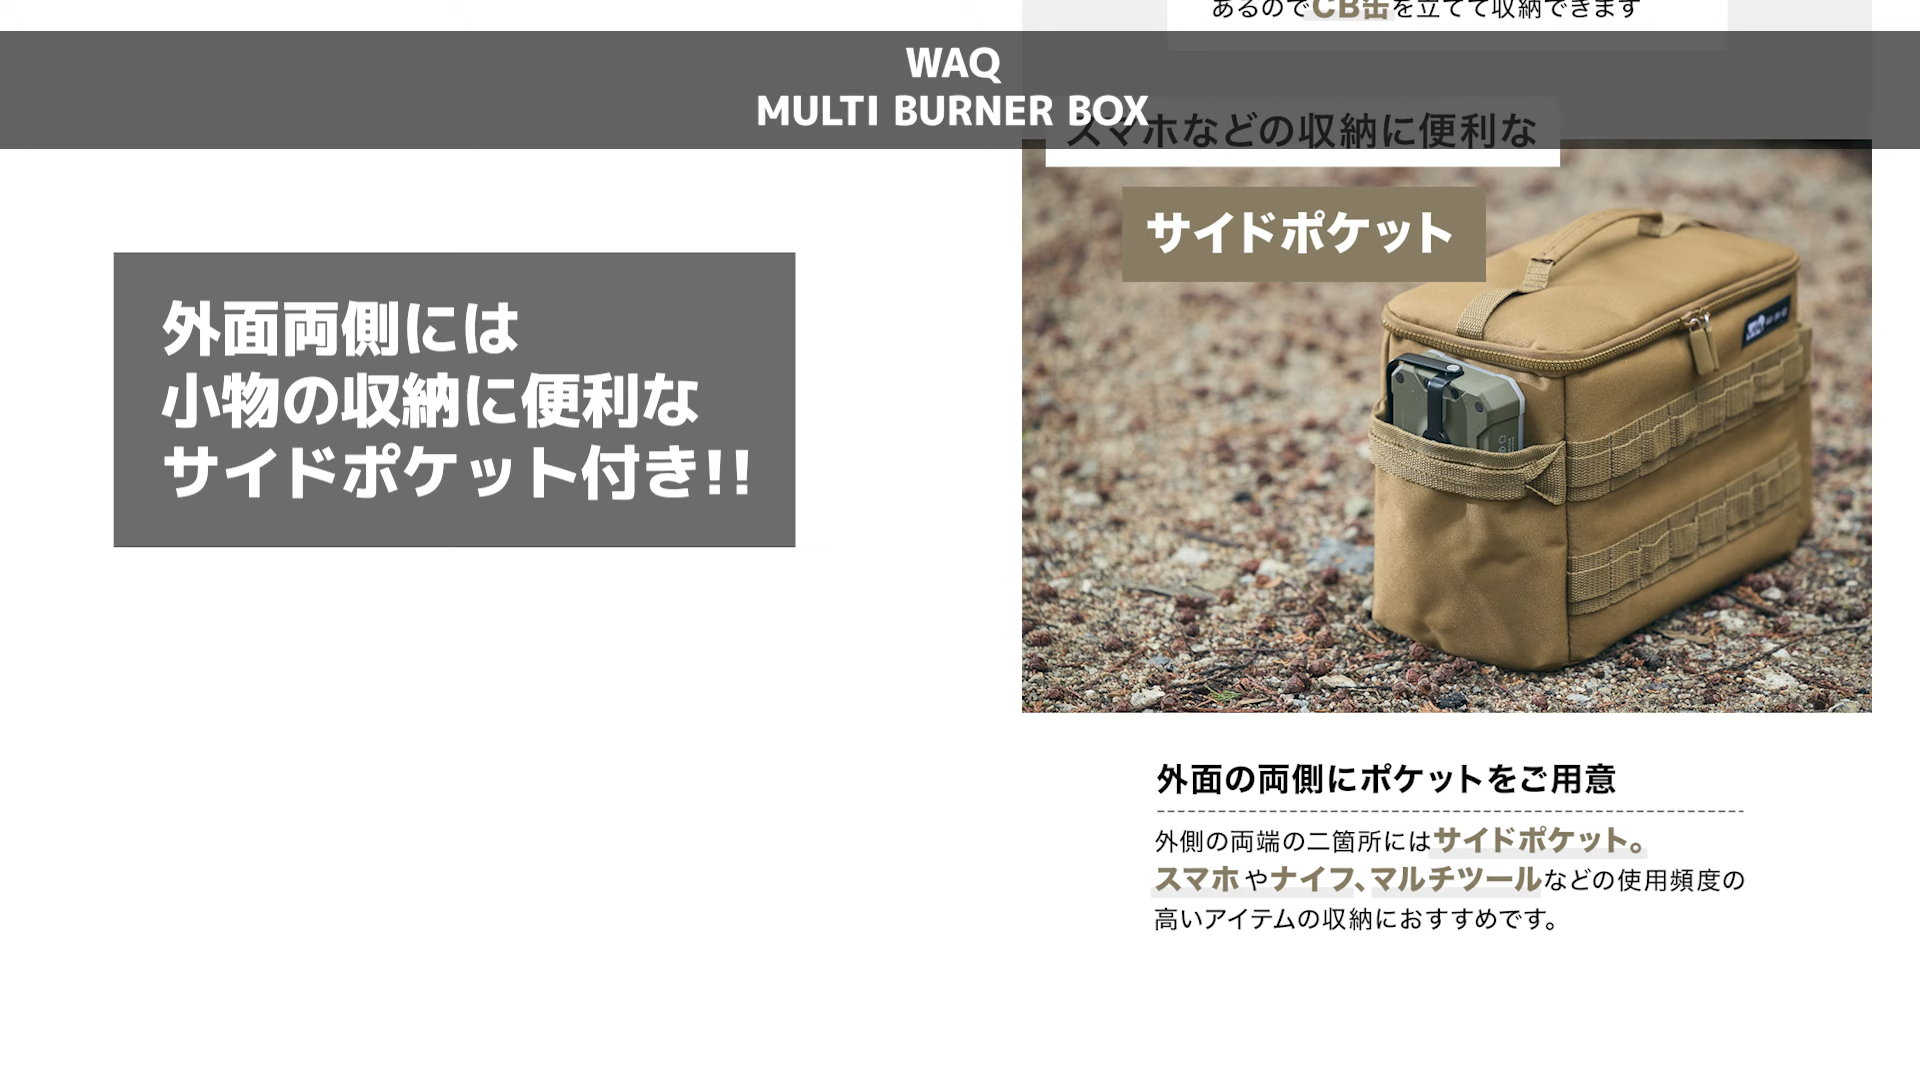 あるのでCB缶を立てて収納できます
WAQ
MULTI BURNER BOX
スマホなどの収納に便利な
サイドポケット
外面両側には
小物の収納に便利な
サイドポケット付き!!
外面の両側にポケットをご用意
外側の両端の二箇所にはサイドポケット。
スマホやナイフ、マルチツールなどの使用頻度の
高いアイテムの収納におすすめです。